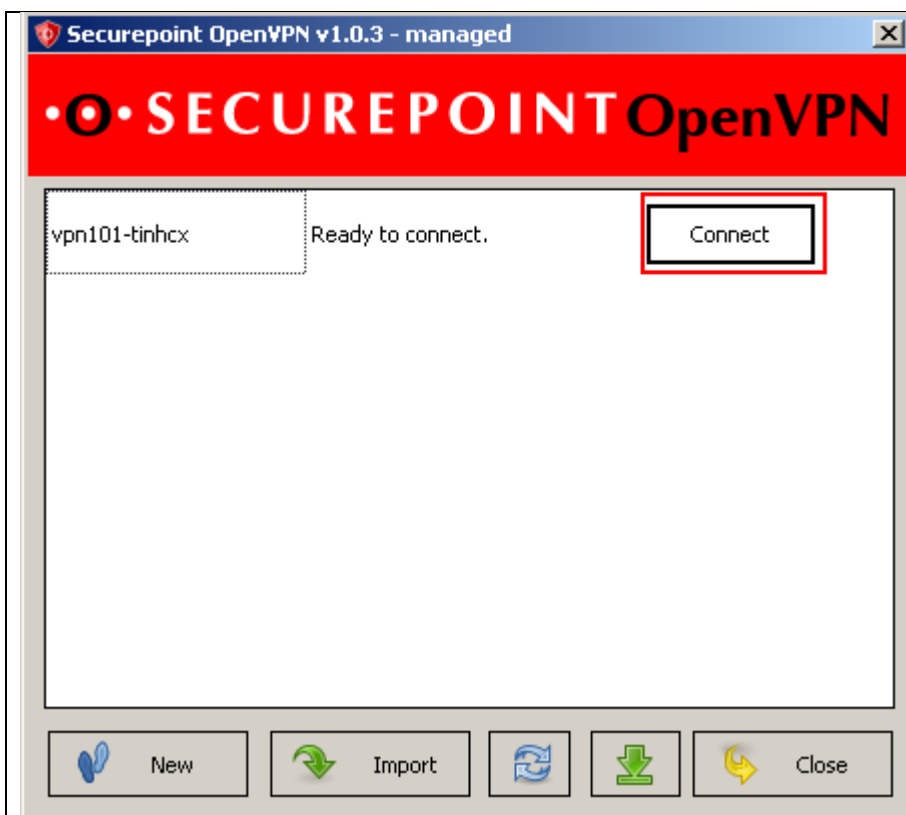 Securepoint OpenVPN v1.0.3 - managed
SECUREPOINT OpenVPN
vpn101-tinhcx Ready to connect. Connect
New Import Close